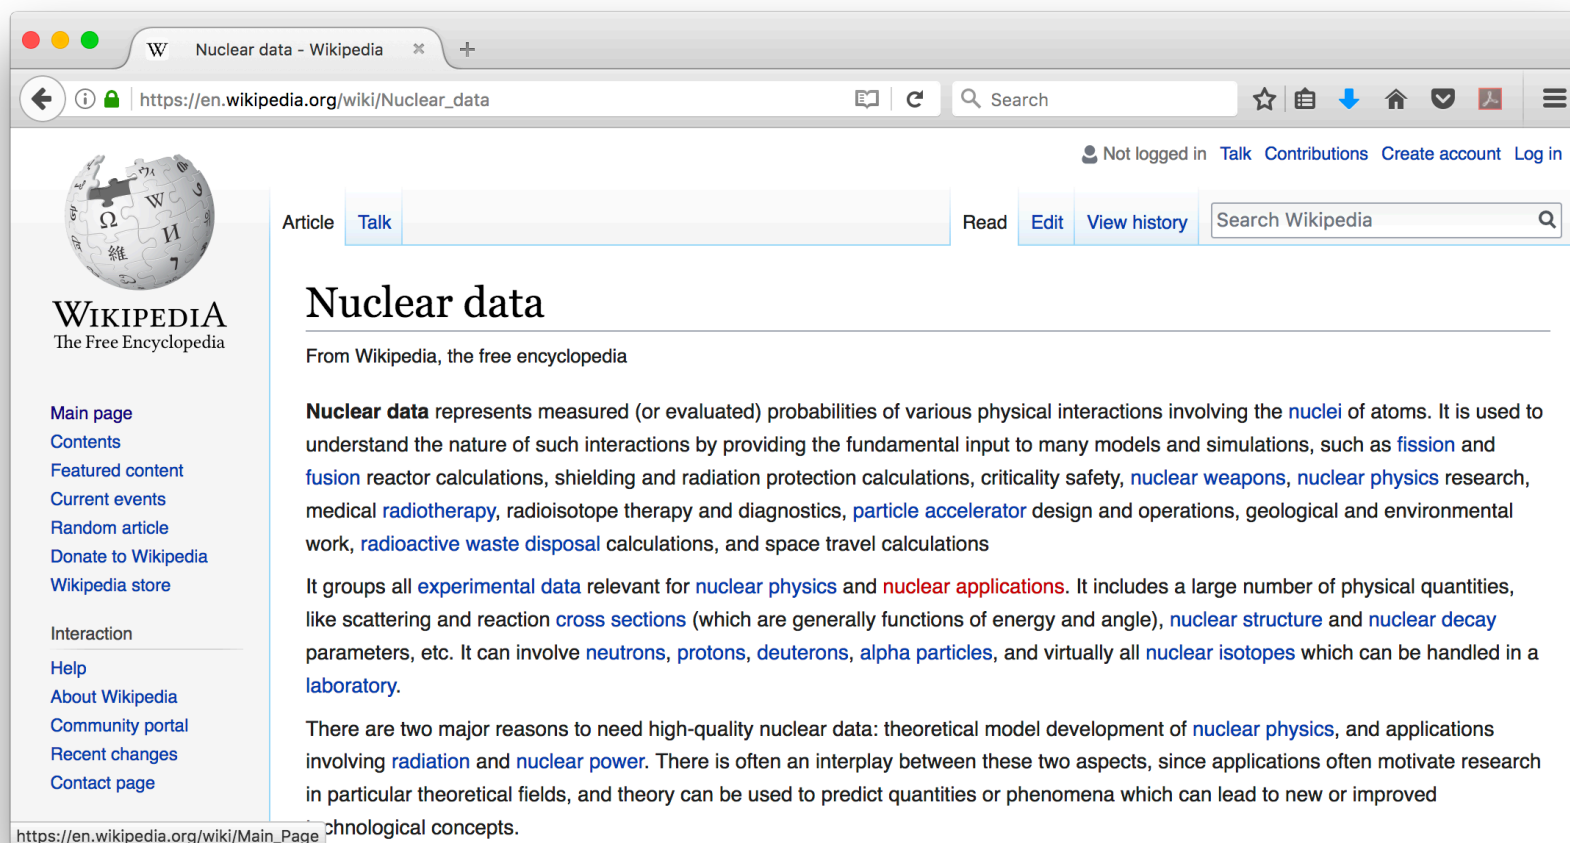 Nuclear data - Wikipedia
https://en.wikipedia.org/wiki/Nuclear_data
Search
Not logged in Talk Contributions Create account Log in
Article Talk Read Edit View history Search Wikipedia
Ω W И 維 7
WIKIPEDIA
The Free Encyclopedia
Main page
Contents
Featured content
Current events
Random article
Donate to Wikipedia
Wikipedia store
Interaction
Help
About Wikipedia
Community portal
Recent changes
Contact page
https://en.wikipedia.org/wiki/Main_Page
Nuclear data
From Wikipedia, the free encyclopedia
Nuclear data represents measured (or evaluated) probabilities of various physical interactions involving the nuclei of atoms. It is used to
understand the nature of such interactions by providing the fundamental input to many models and simulations, such as fission and
fusion reactor calculations, shielding and radiation protection calculations, criticality safety, nuclear weapons, nuclear physics research,
medical radiotherapy, radioisotope therapy and diagnostics, particle accelerator design and operations, geological and environmental
work, radioactive waste disposal calculations, and space travel calculations
It groups all experimental data relevant for nuclear physics and nuclear applications. It includes a large number of physical quantities,
like scattering and reaction cross sections (which are generally functions of energy and angle), nuclear structure and nuclear decay
parameters, etc. It can involve neutrons, protons, deuterons, alpha particles, and virtually all nuclear isotopes which can be handled in a
laboratory.
There are two major reasons to need high-quality nuclear data: theoretical model development of nuclear physics, and applications
involving radiation and nuclear power. There is often an interplay between these two aspects, since applications often motivate research
in particular theoretical fields, and theory can be used to predict quantities or phenomena which can lead to new or improved
chnological concepts.